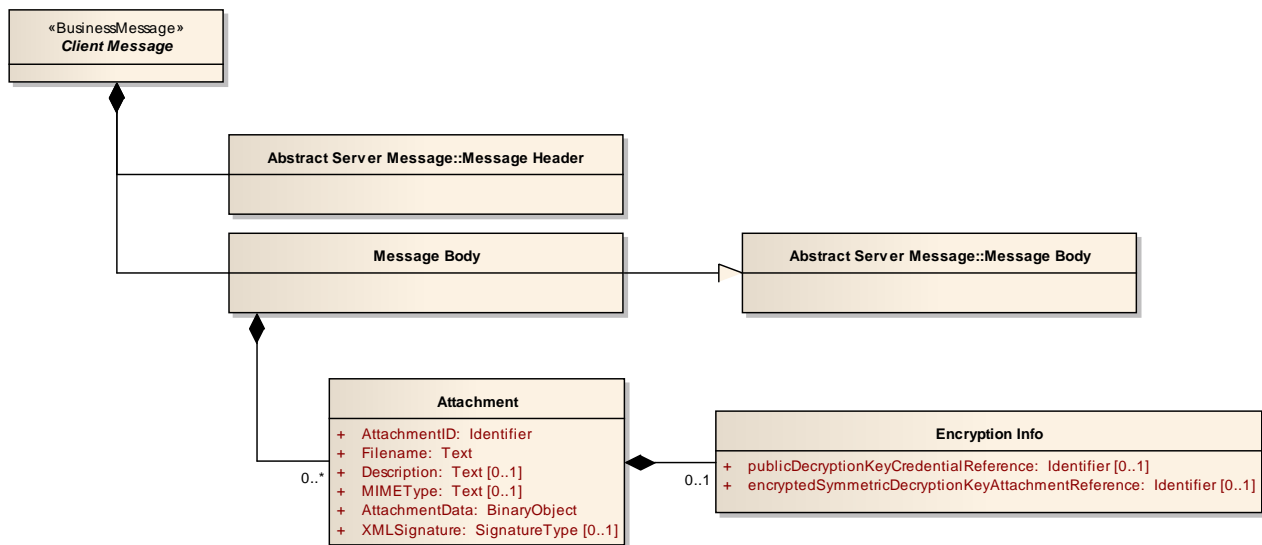 «BusinessMessage»
Client Message
Abstract Server Message::Message Header
Message Body
Abstract Server Message::Message Body
Attachment
+ AttachmentID: Identifier
+ Filename: Text
+ Description: Text [0..1]
+ MIMEType: Text [0..1]
+ AttachmentData: BinaryObject
+ XMLSignature: SignatureType [0..1]
0..*
Encryption Info
+ publicDecryptionKeyCredentialReference: Identifier [0..1]
+ encryptedSymmetricDecryptionKeyAttachmentReference: Identifier [0..1]
0..1